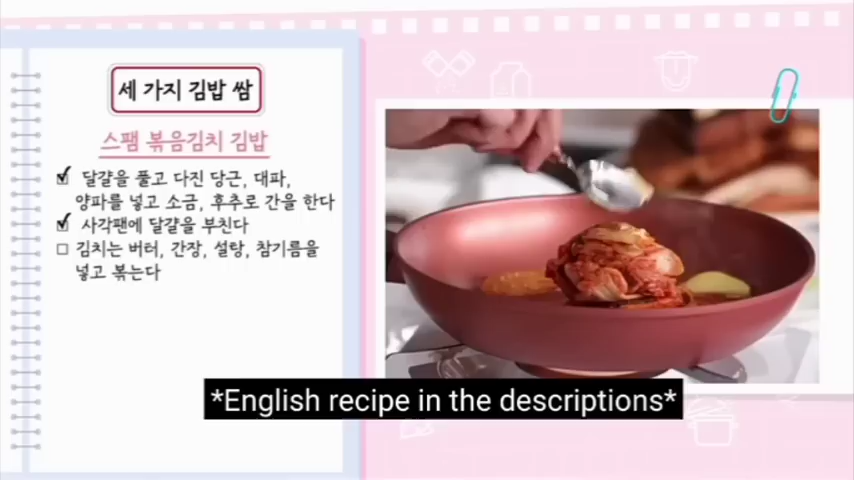 세 가지 김밥 쌈
스팸 볶음김치 김밥
달걀을 풀고 다진 당근, 대파,
양파를 넣고 소금, 후추로 간을 한다
사각팬에 달걀을 부친다
김치는 버터, 간장, 설탕, 참기름을
넣고 볶는다
*English recipe in the descriptions*